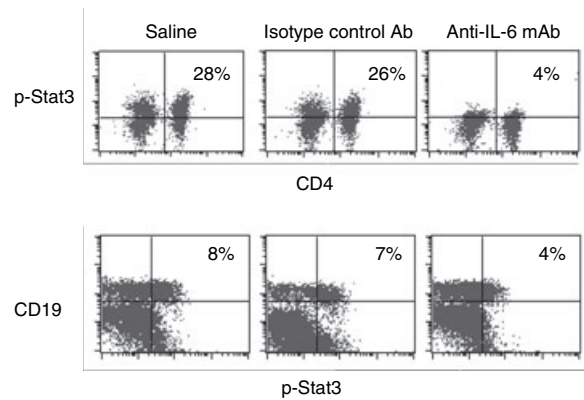 Saline
Isotype control Ab
Anti-IL-6 mAb
p-Stat3
28%
26%
4%
CD4
CD19
8%
7%
4%
p-Stat3